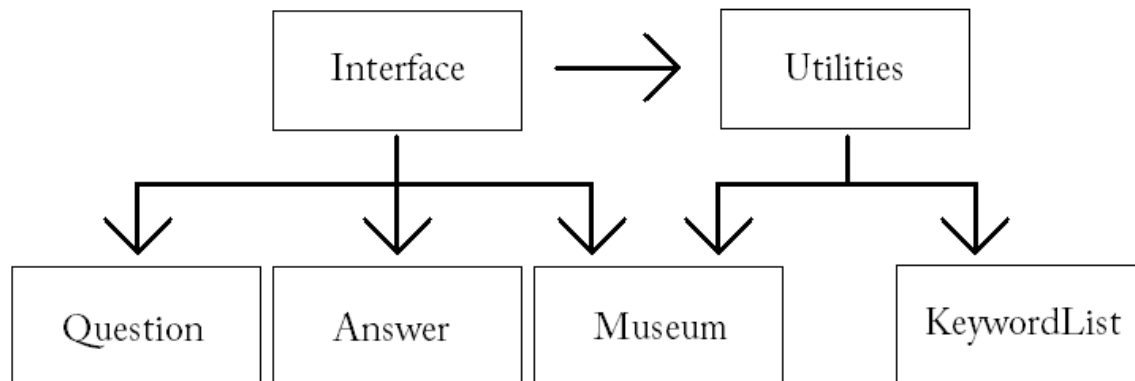 Interface
Utilities
Question
Answer
Museum
KeywordList